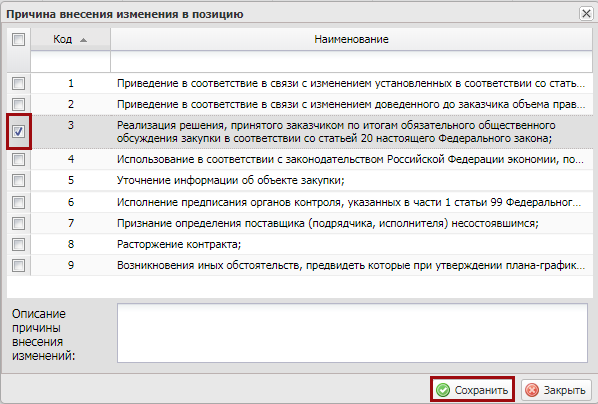 Причина внесения изменения в позицию
Код Наименование
1 Приведение в соответствие в связи с изменением установленных в соответствии со стать...
2 Приведение в соответствие в связи с изменением доведенного до заказчика объема прав...
3 Реализация решения, принятого заказчиком по итогам обязательного общественного
обсуждения закупки в соответствии со статьей 20 настоящего Федерального закона;
4 Использование в соответствии с законодательством Российской Федерации экономии, по...
5 Уточнение информации об объекте закупки;
6 Исполнение предписания органов контроля, указанных в части 1 статьи 99 Федерального...
7 Признание определения поставщика (подрядчика, исполнителя) несостоявшимся;
8 Расторжение контракта;
9 Возникновения иных обстоятельств, предвидеть которые при утверждении плана-график...
Описание
причины
внесения
изменений:
Сохранить Закрыть